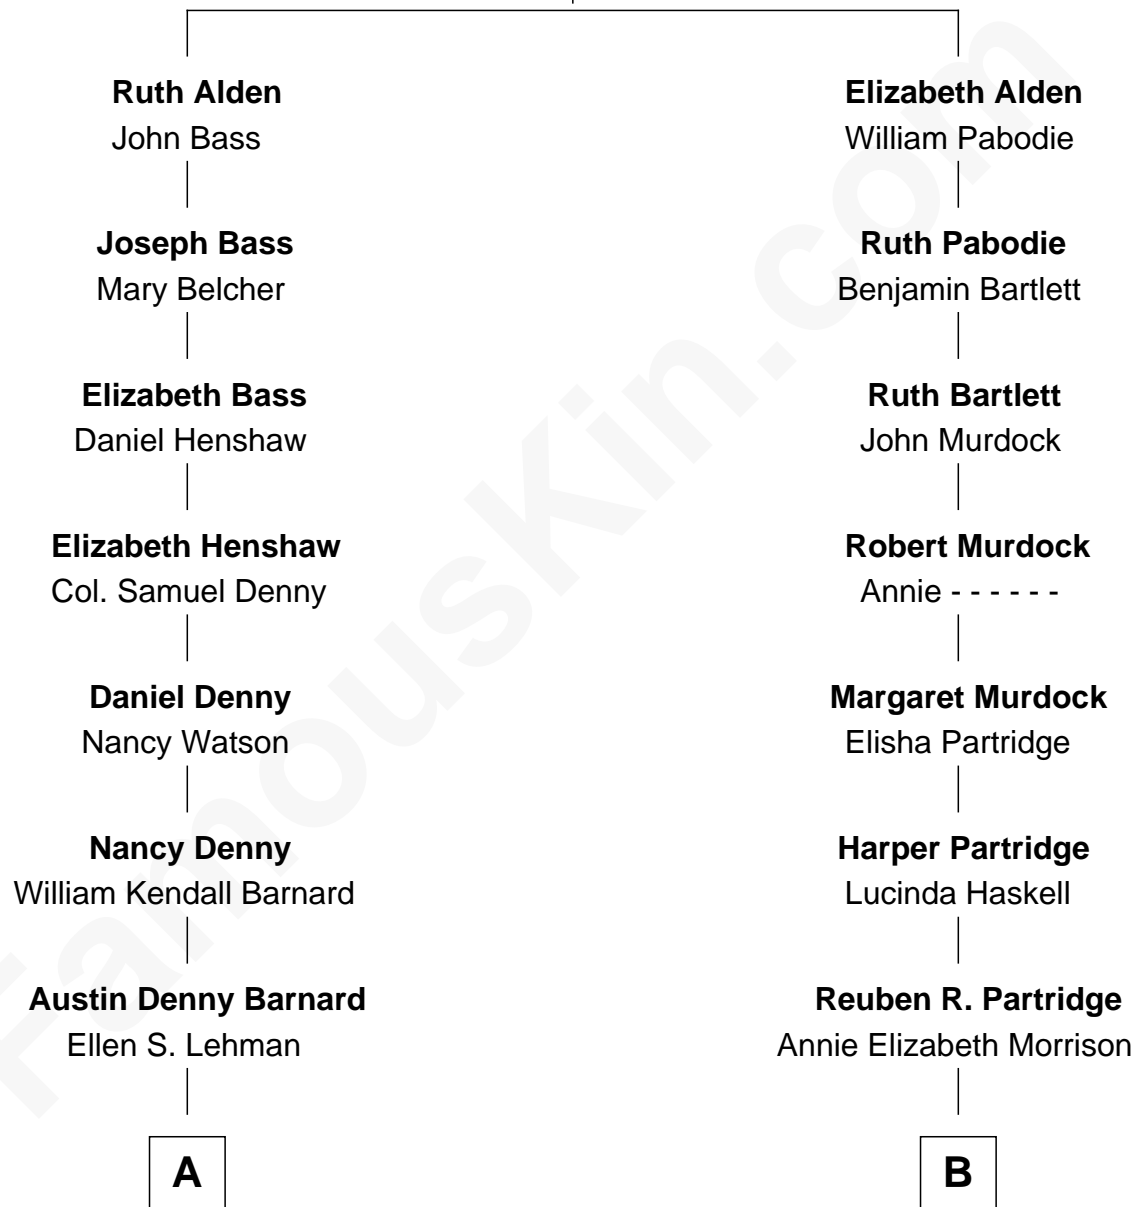 Ruth Alden
John Bass
Elizabeth Alden
William Pabodie
Joseph Bass
Mary Belcher
Ruth Pabodie
Benjamin Bartlett
Elizabeth Bass
Daniel Henshaw
Ruth Bartlett
John Murdock
Elizabeth Henshaw
Col. Samuel Denny
Robert Murdock
Annie - - - - - -
Daniel Denny
Nancy Watson
Margaret Murdock
Elisha Partridge
Nancy Denny
William Kendall Barnard
Harper Partridge
Lucinda Haskell
Austin Denny Barnard
Ellen S. Lehman
Reuben R. Partridge
Annie Elizabeth Morrison
A
B
FamousKin.com